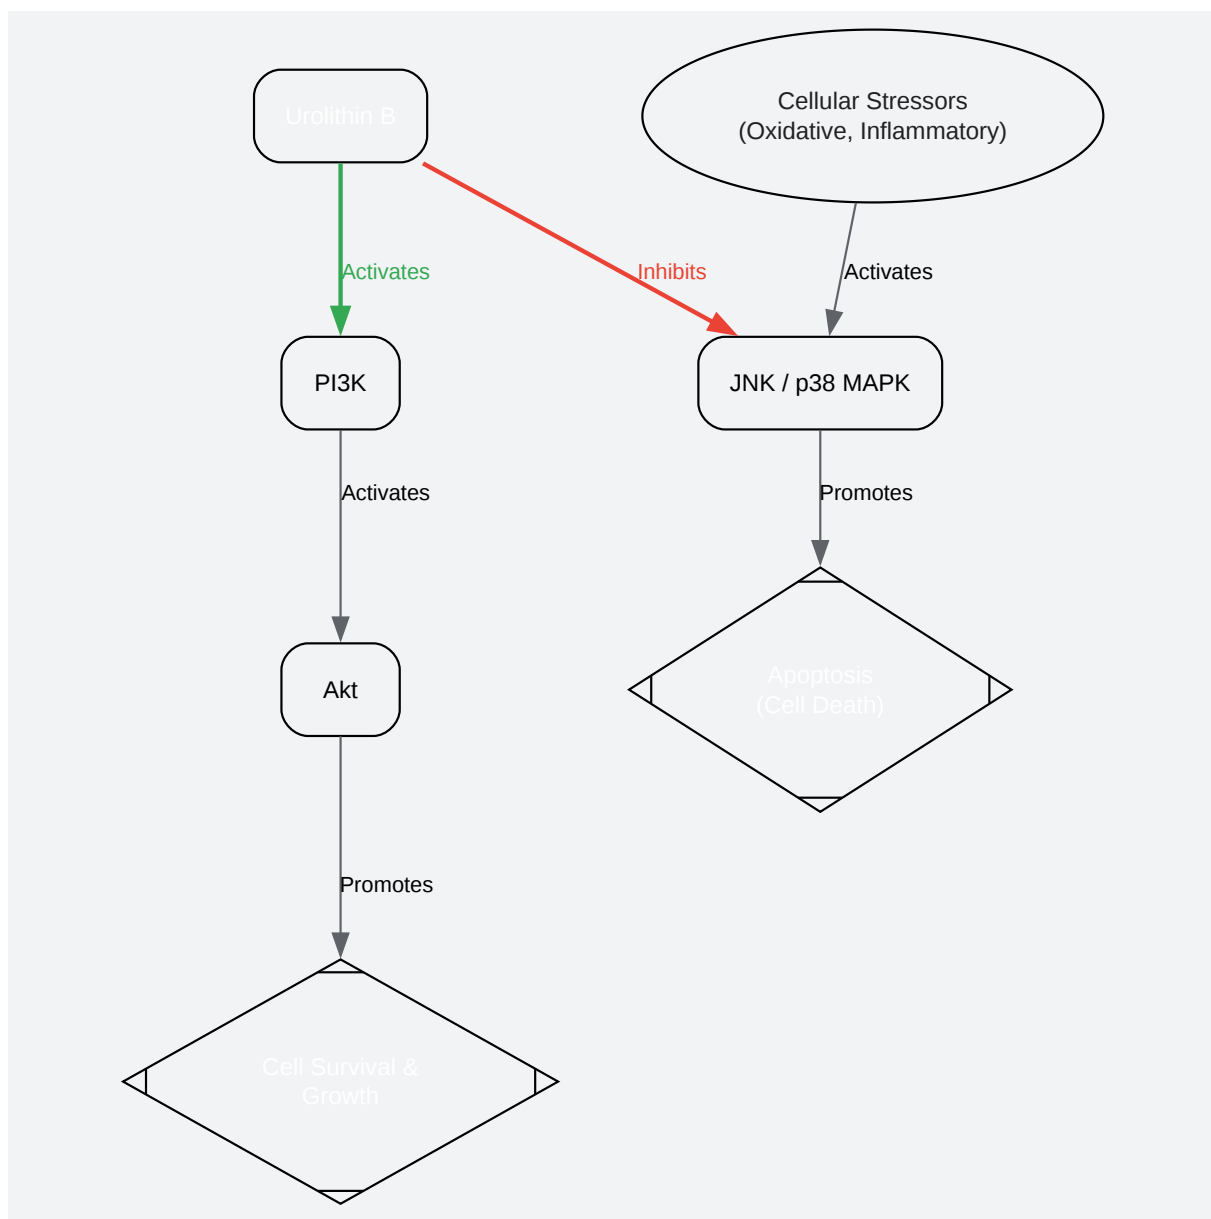 Urolithin B
Cellular Stressors
(Oxidative, Inflammatory)
Activates
Inhibits
Activates
PI3K
JNK / p38 MAPK
Activates
Promotes
Akt
Apoptosis
(Cell Death)
Promotes
Cell Survival &
Growth